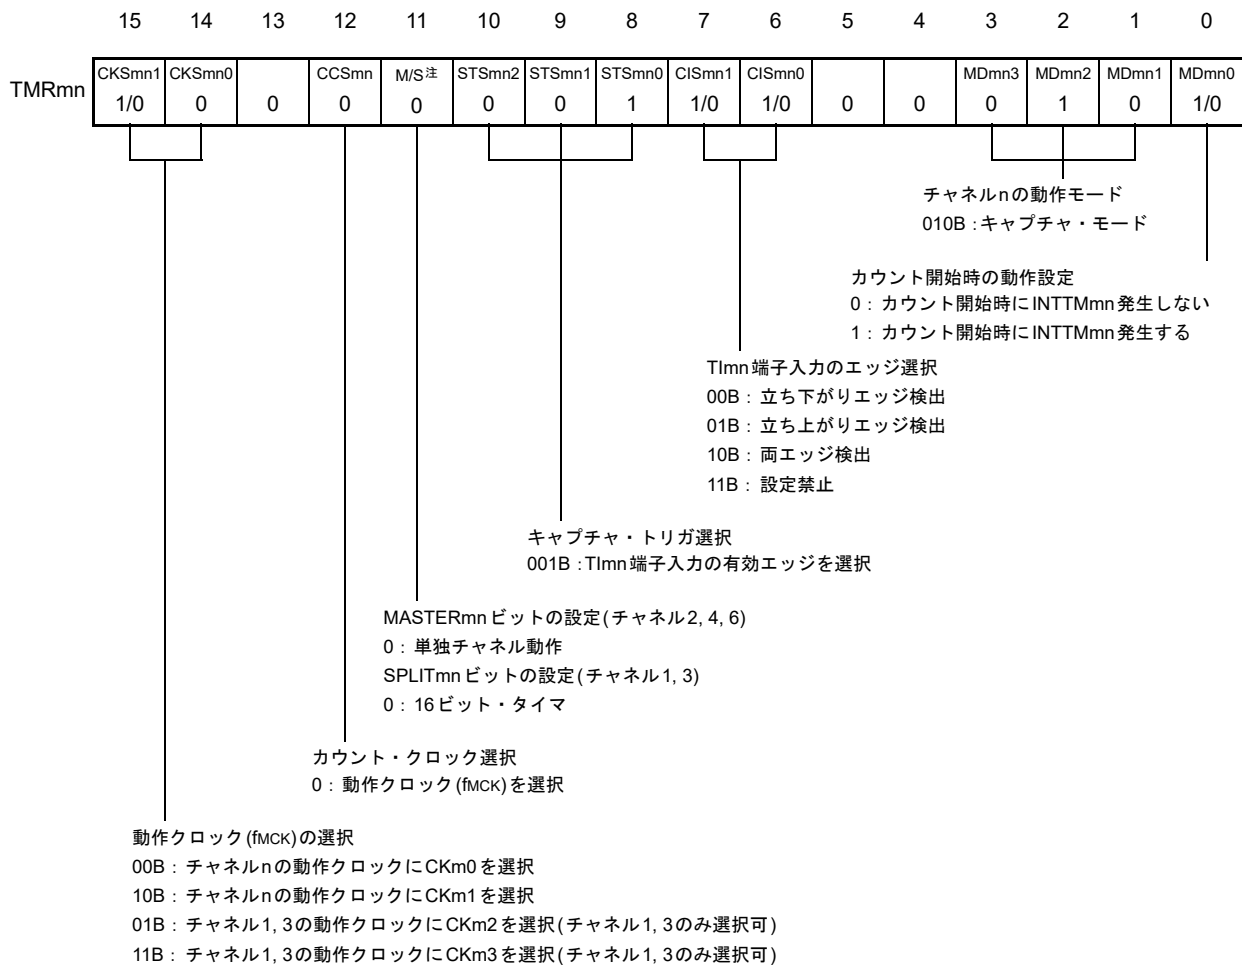 15 14 13 12 11 10 9 8 7 6 5 4 3 2 1 0
TMRmn
CKSmn1 CKSmn0 CCSmn M/S注 STSmn2 STSmn1 STSmn0 CISmn1 CISmn0 MDmn3 MDmn2 MDmn1 MDmn0
1/0 0 0 0 0 0 0 1 1/0 1/0 0 0 0 1 0 1/0
チャネルnの動作モード
010B：キャプチャ・モード
カウント開始時の動作設定
0：カウント開始時にINTTMmn発生しない
1：カウント開始時にINTTMmn発生する
TImn端子入力のエッジ選択
00B：立ち下がりエッジ検出
01B：立ち上がりエッジ検出
10B：両エッジ検出
11B：設定禁止
キャプチャ・トリガ選択
001B：TImn端子入力の有効エッジを選択
MASTERmnビットの設定(チャネル2, 4, 6)
0：単独チャネル動作
SPLITmnビットの設定(チャネル1, 3)
0：16ビット・タイマ
カウント・クロック選択
0：動作クロック(fMCK)を選択
動作クロック(fMCK)の選択
00B：チャネルnの動作クロックにCKm0を選択
10B：チャネルnの動作クロックにCKm1を選択
01B：チャネル1, 3の動作クロックにCKm2を選択(チャネル1, 3のみ選択可)
11B：チャネル1, 3の動作クロックにCKm3を選択(チャネル1, 3のみ選択可)